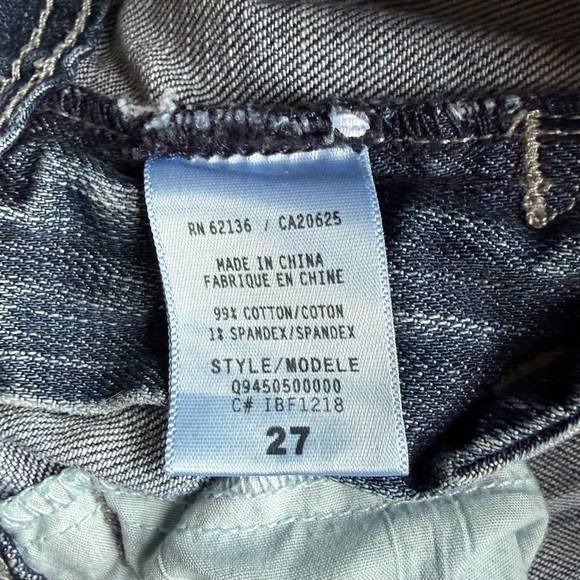 RN 62136 / CA20625
MADE IN CHINA
FABRIQUE EN CHINE
99% COTTON/COTON
1% SPANDEX/SPANDEX
STYLE/MODELE
Q9450500000
C# IBF1218
27